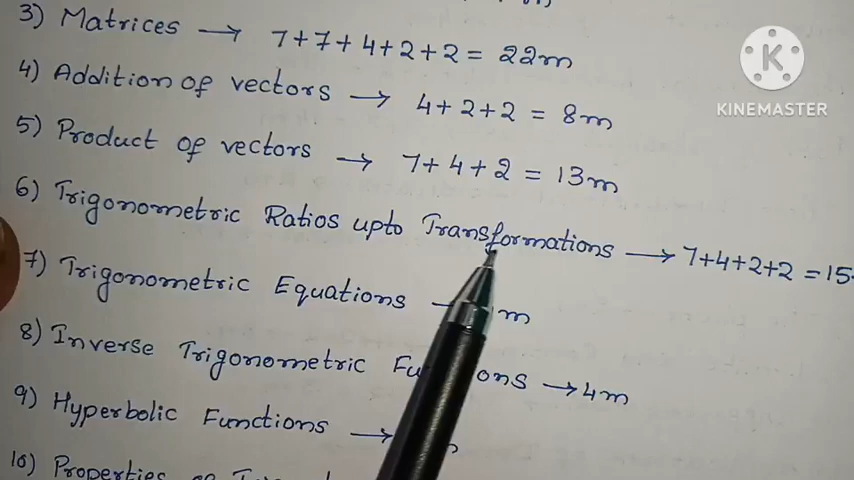 3) Matrices → 7+7+4+2+2 = 22m
KINEMASTER
4) Addition of vectors → 4+2+2 = 8m
5) Product of vectors → 7+4+2 = 13m
6) Trigonometric Ratios upto Transformations → 7+4+2+2 = 15
7) Trigonometric Equations → m
8) Inverse Trigonometric → 4m
9) Hyperbolic Functions →
10) Properties